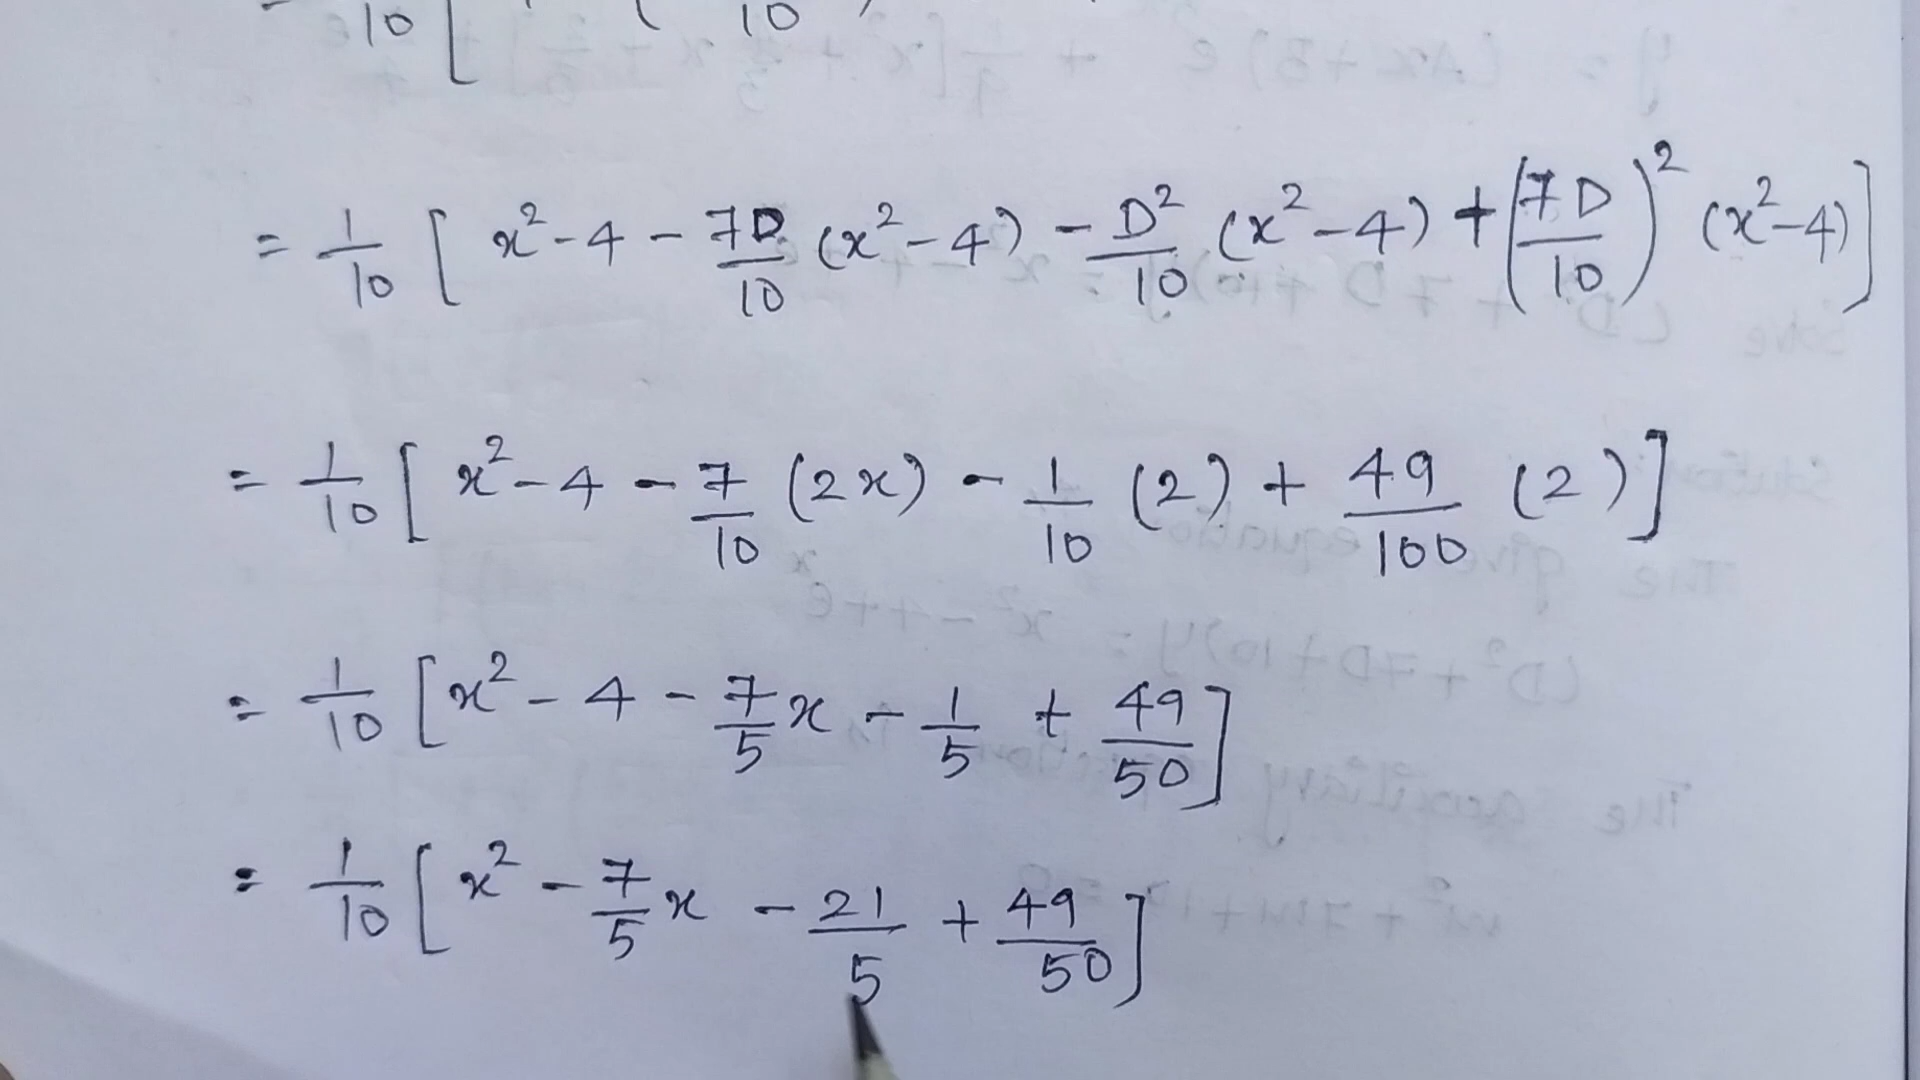 = 1/10 [ x² - 4 - 7D/10 (x² - 4) - D²/10 (x² - 4) + (7D/10)² (x² - 4) ]
= 1/10 [ x² - 4 - 7/10 (2x) - 1/10 (2) + 49/100 (2) ]
= 1/10 [ x² - 4 - 7/5 x - 1/5 + 49/50 ]
= 1/10 [ x² - 7/5 x - 21/5 + 49/50 ]